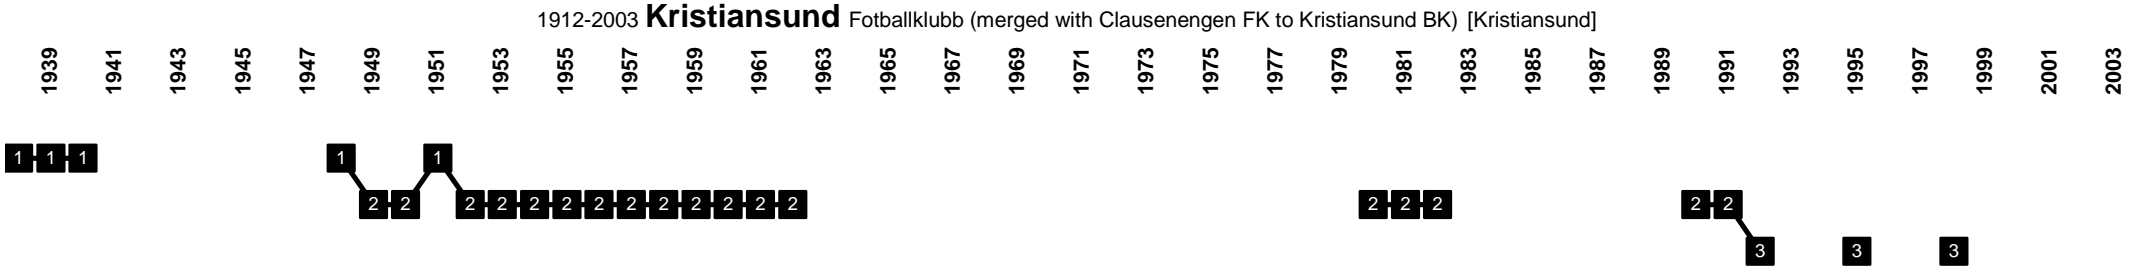 1912-2003 Kristiansund Fotballklubb (merged with Clausenengen FK to Kristiansund BK) [Kristiansund]
1939 1941 1943 1945 1947 1949 1951 1953 1955 1957 1959 1961 1963 1965 1967 1969 1971 1973 1975 1977 1979 1981 1983 1985 1987 1989 1991 1993 1995 1997 1999 2001 2003
1 1 1 1 1
2 2 2 2 2 2 2 2 2 2 2 2 2 2 2 2 2 2
3 3 3